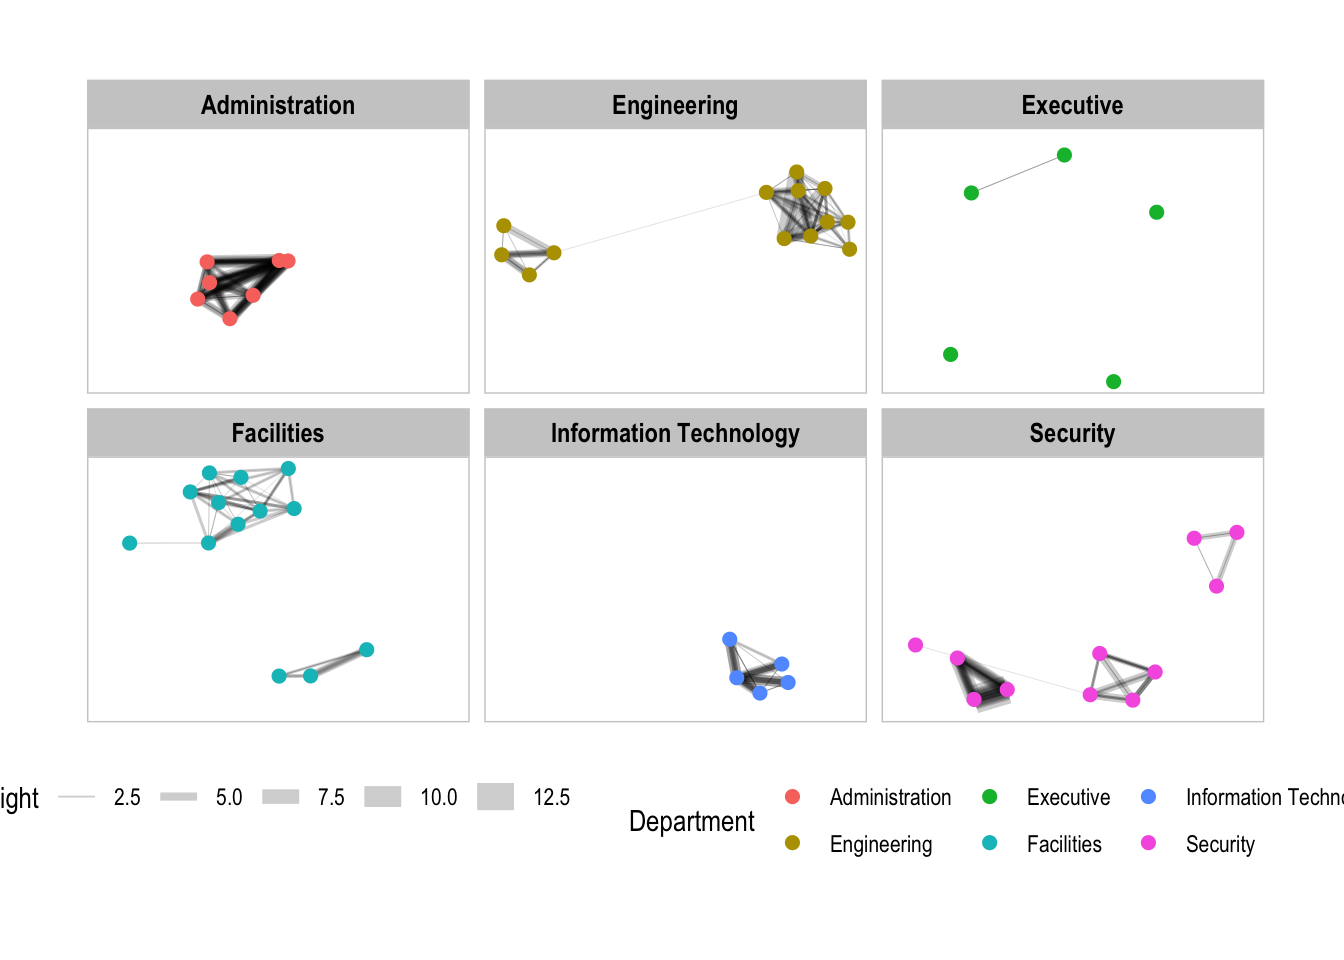 Administration
Engineering
Executive
Facilities
Information Technology
Security
2.5 5.0 7.5 10.0 12.5
Department
Administration Executive Information
Engineering Facilities Security